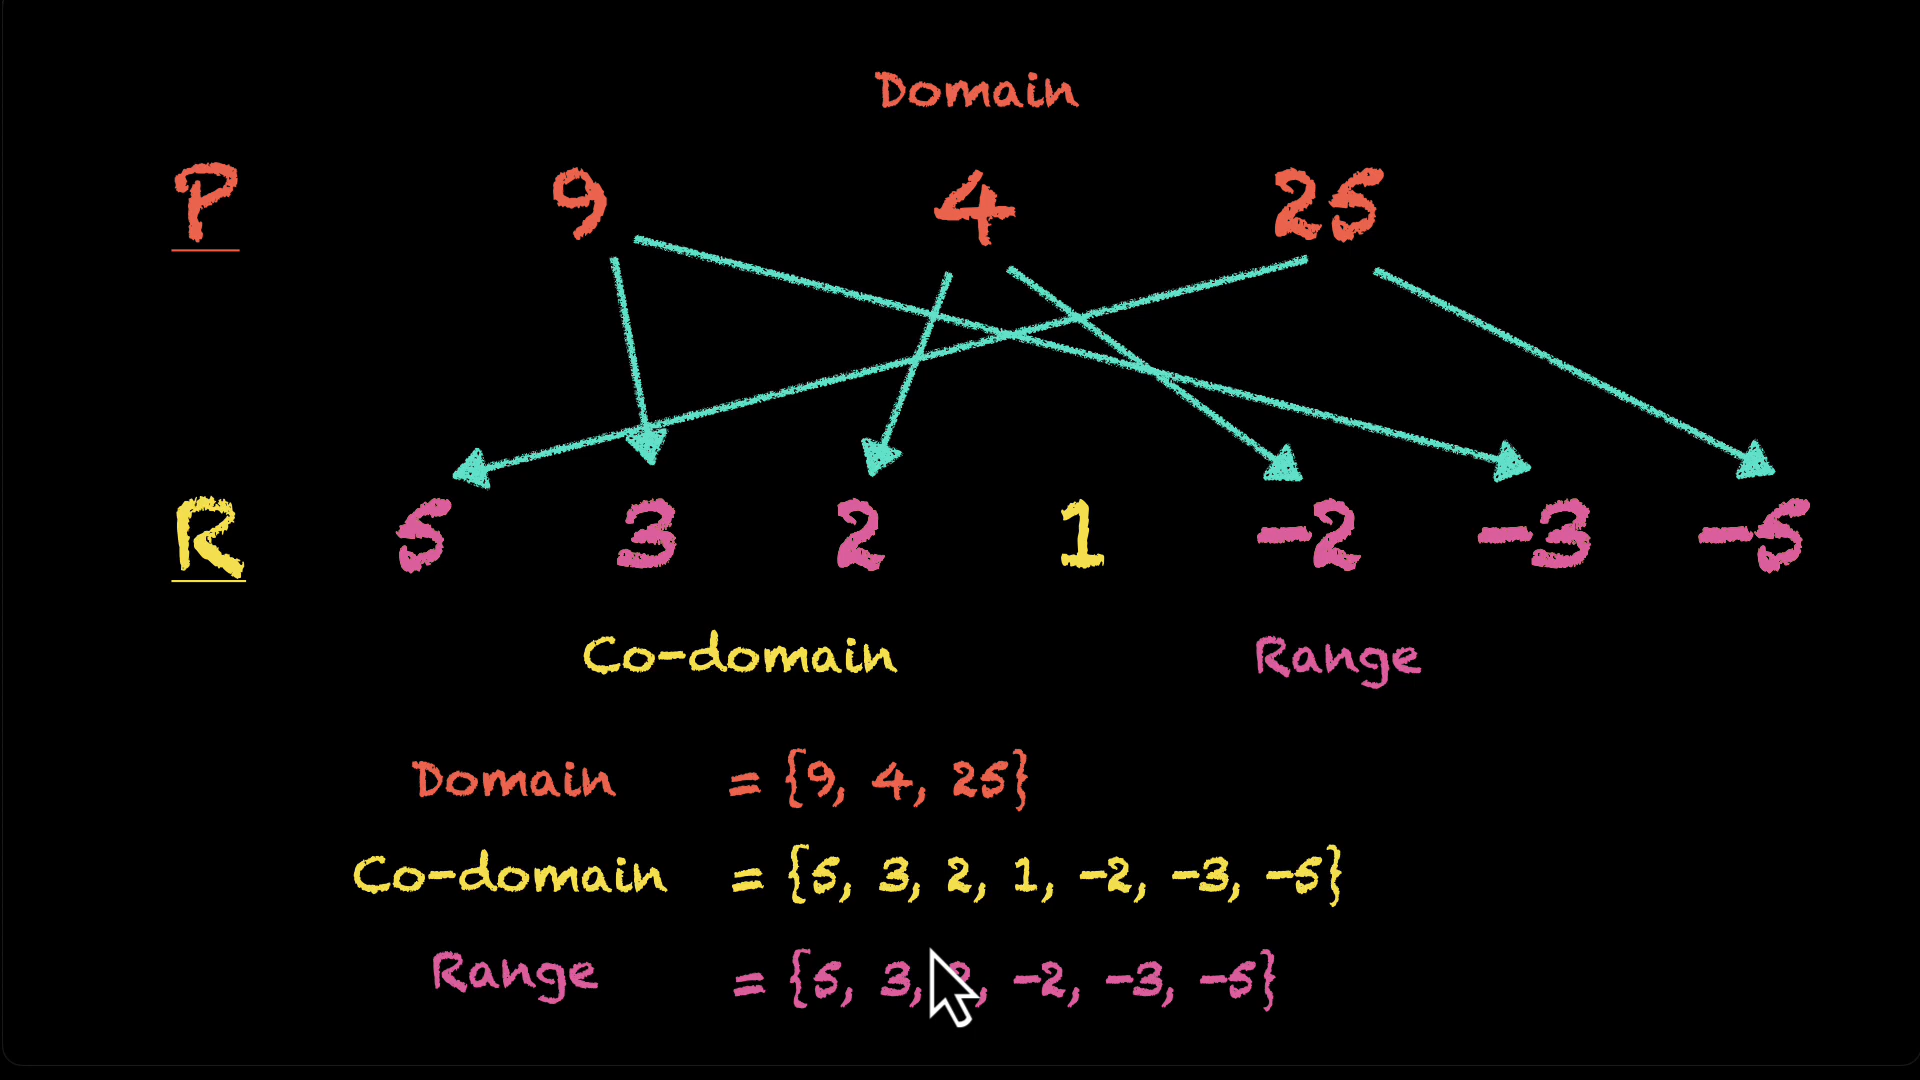 Domain
P 9 4 25
R 5 3 2 1 -2 -3 -5
Co-domain Range
Domain = {9, 4, 25}
Co-domain = {5, 3, 2, 1, -2, -3, -5}
Range = {5, 3, 2, -2, -3, -5}